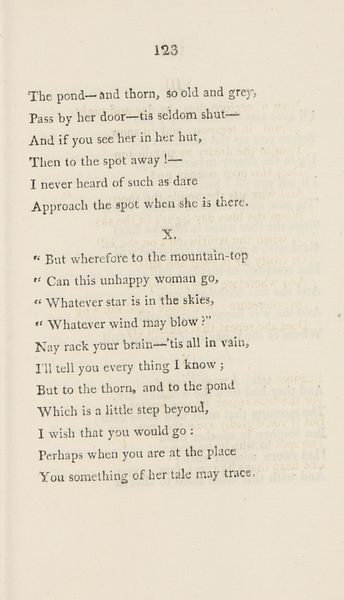 123
The pond—and thorn, so old and grey,
Pass by her door—tis seldom shut—
And if you see her in her hut,
Then to the spot away!—
I never heard of such as dare
Approach the spot when she is there.
X.
" But wherefore to the mountain-top
" Can this unhappy woman go,
" Whatever star is in the skies,
" Whatever wind may blow?"
Nay rack your brain—'tis all in vain,
I'll tell you every thing I know;
But to the thorn, and to the pond
Which is a little step beyond,
I wish that you would go:
Perhaps when you are at the place
You something of her tale may trace.